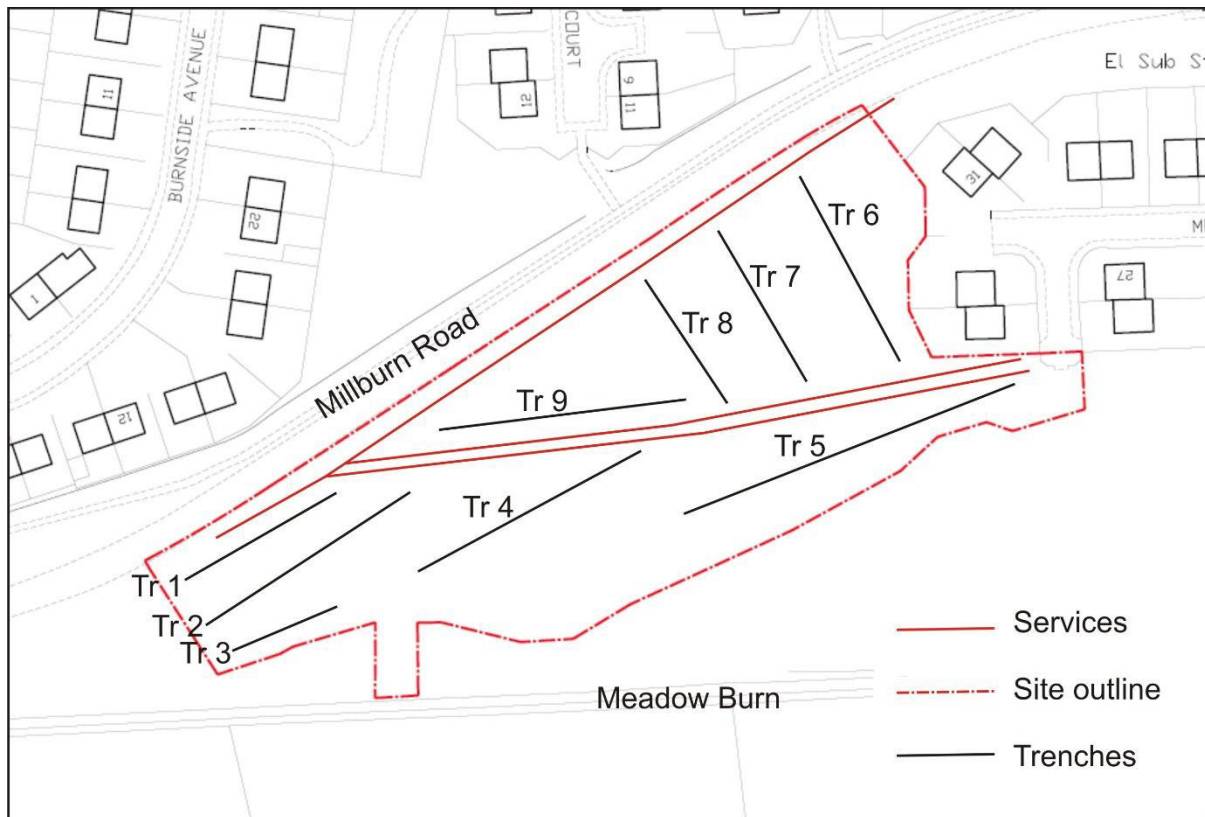 BURNSIDE AVENUE
COURT
11
12
9
11
El Sub St
31
22
Tr 6
Tr 7
Tr 8
27
1
Millburn Road
Tr 9
12
Tr 5
Tr 4
Tr 1
Tr 2
Tr 3
Services
Site outline
Meadow Burn
Trenches